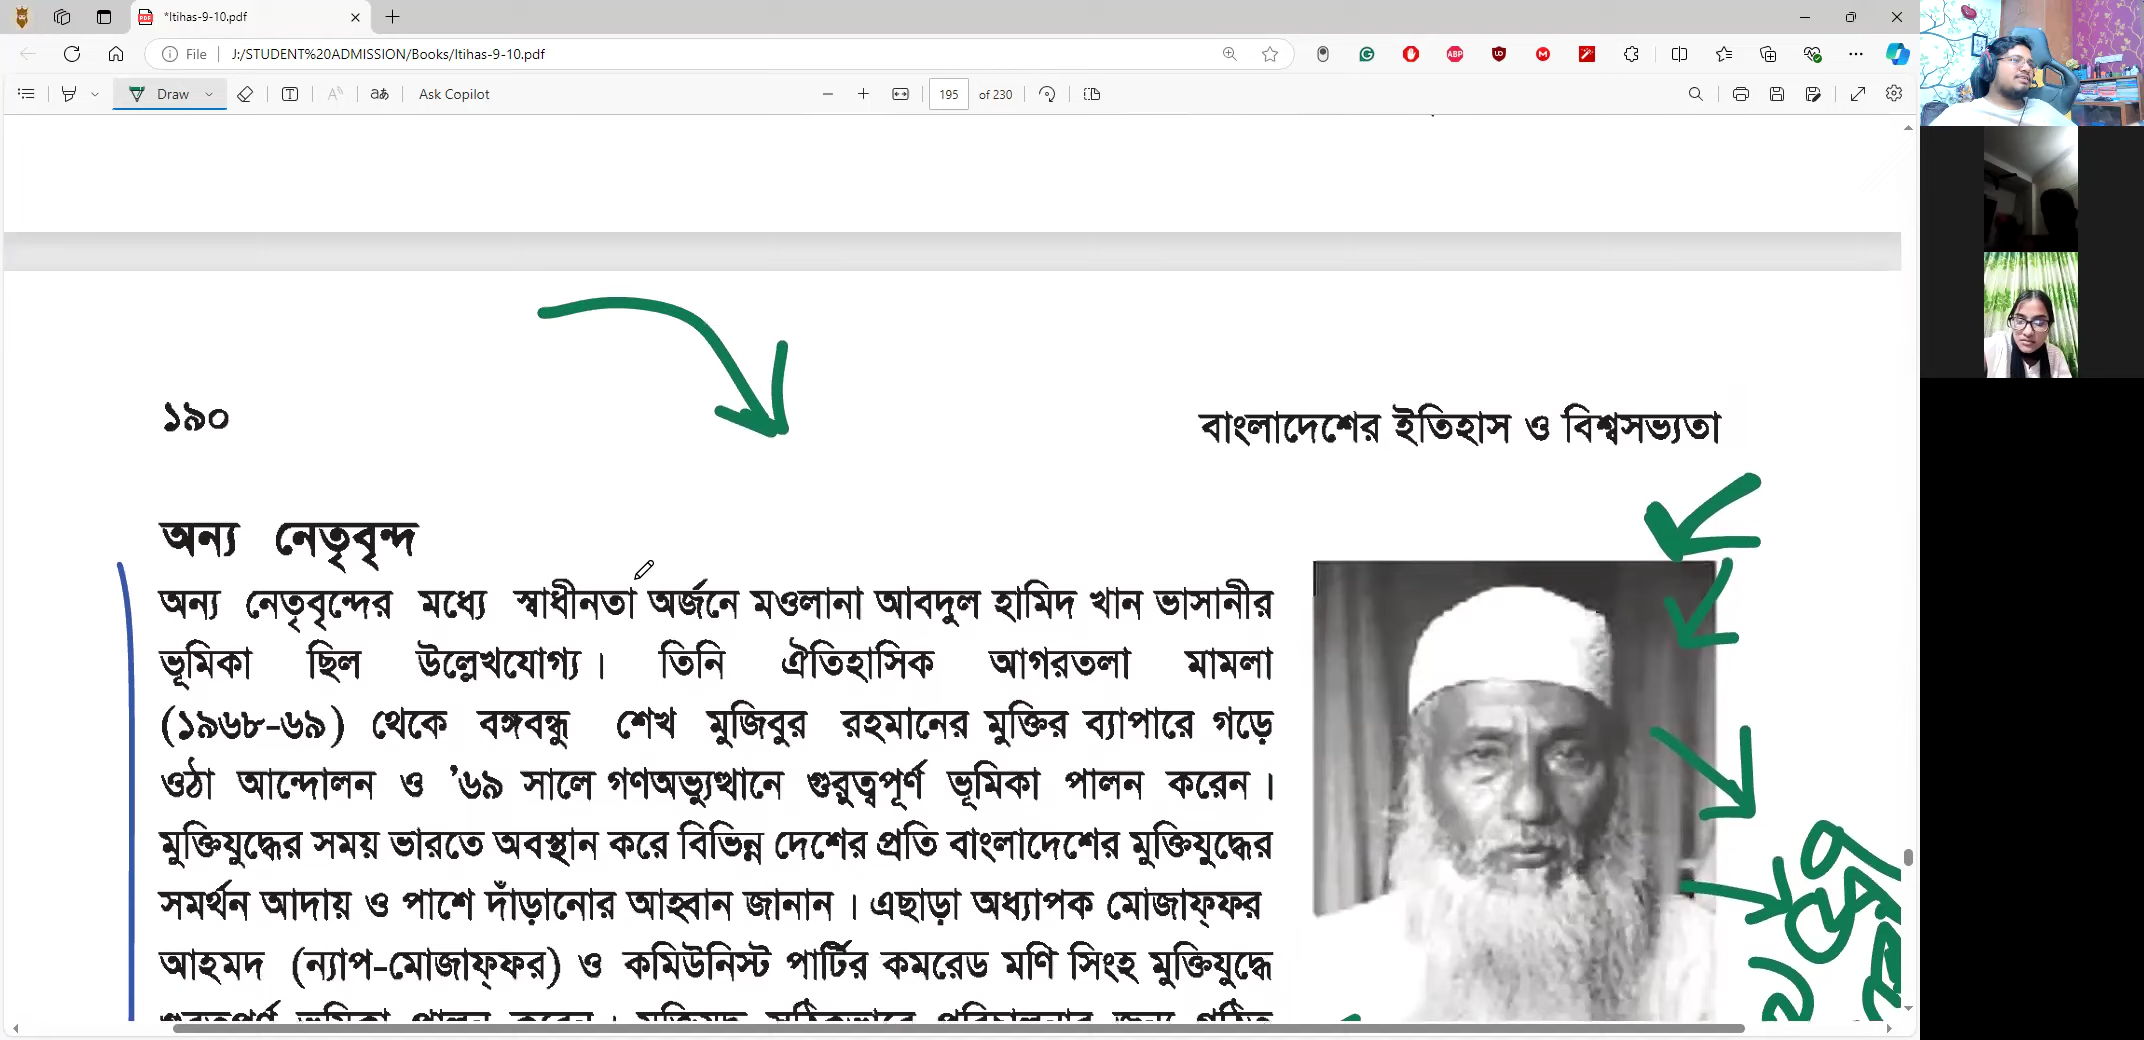 *Itihas-9-10.pdf
File J:/STUDENT%20ADMISSION/Books/Itihas-9-10.pdf
Draw Ask Copilot 195 of 230
১৯০
বাংলাদেশের ইতিহাস ও বিশ্বসভ্যতা
অন্য নেতৃবৃন্দ
অন্য নেতৃবৃন্দের মধ্যে স্বাধীনতা অর্জনে মওলানা আবদুল হামিদ খান ভাসানীর
ভূমিকা ছিল উল্লেখযোগ্য। তিনি ঐতিহাসিক আগরতলা মামলা
(১৯৬৮-৬৯) থেকে বঙ্গবন্ধু শেখ মুজিবুর রহমানের মুক্তির ব্যাপারে গড়ে
ওঠা আন্দোলন ও ’৬৯ সালে গণঅভ্যুত্থানে গুরুত্বপূর্ণ ভূমিকা পালন করেন।
মুক্তিযুদ্ধের সময় ভারতে অবস্থান করে বিভিন্ন দেশের প্রতি বাংলাদেশের মুক্তিযুদ্ধের
সমর্থন আদায় ও পাশে দাঁড়ানোর আহ্বান জানান। এছাড়া অধ্যাপক মোজাফ্ফর
আহমদ (ন্যাপ-মোজাফ্ফর) ও কমিউনিস্ট পার্টির কমরেড মণি সিংহ মুক্তিযুদ্ধে